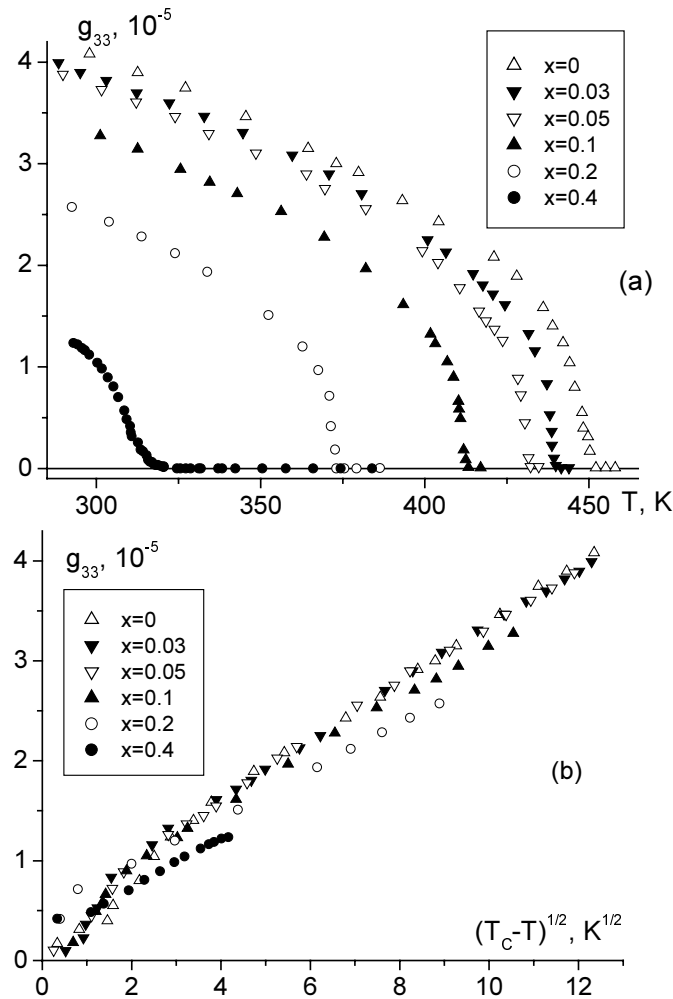 g₃₃, 10⁻⁵
4
3
2
1
0
x=0
x=0.03
x=0.05
x=0.1
x=0.2
x=0.4
(a)
300 350 400 450 T, K
g₃₃, 10⁻⁵
4
3
2
1
0
x=0
x=0.03
x=0.05
x=0.1
x=0.2
x=0.4
(b)
(T_C-T)^{1/2}, K^{1/2}
0 2 4 6 8 10 12